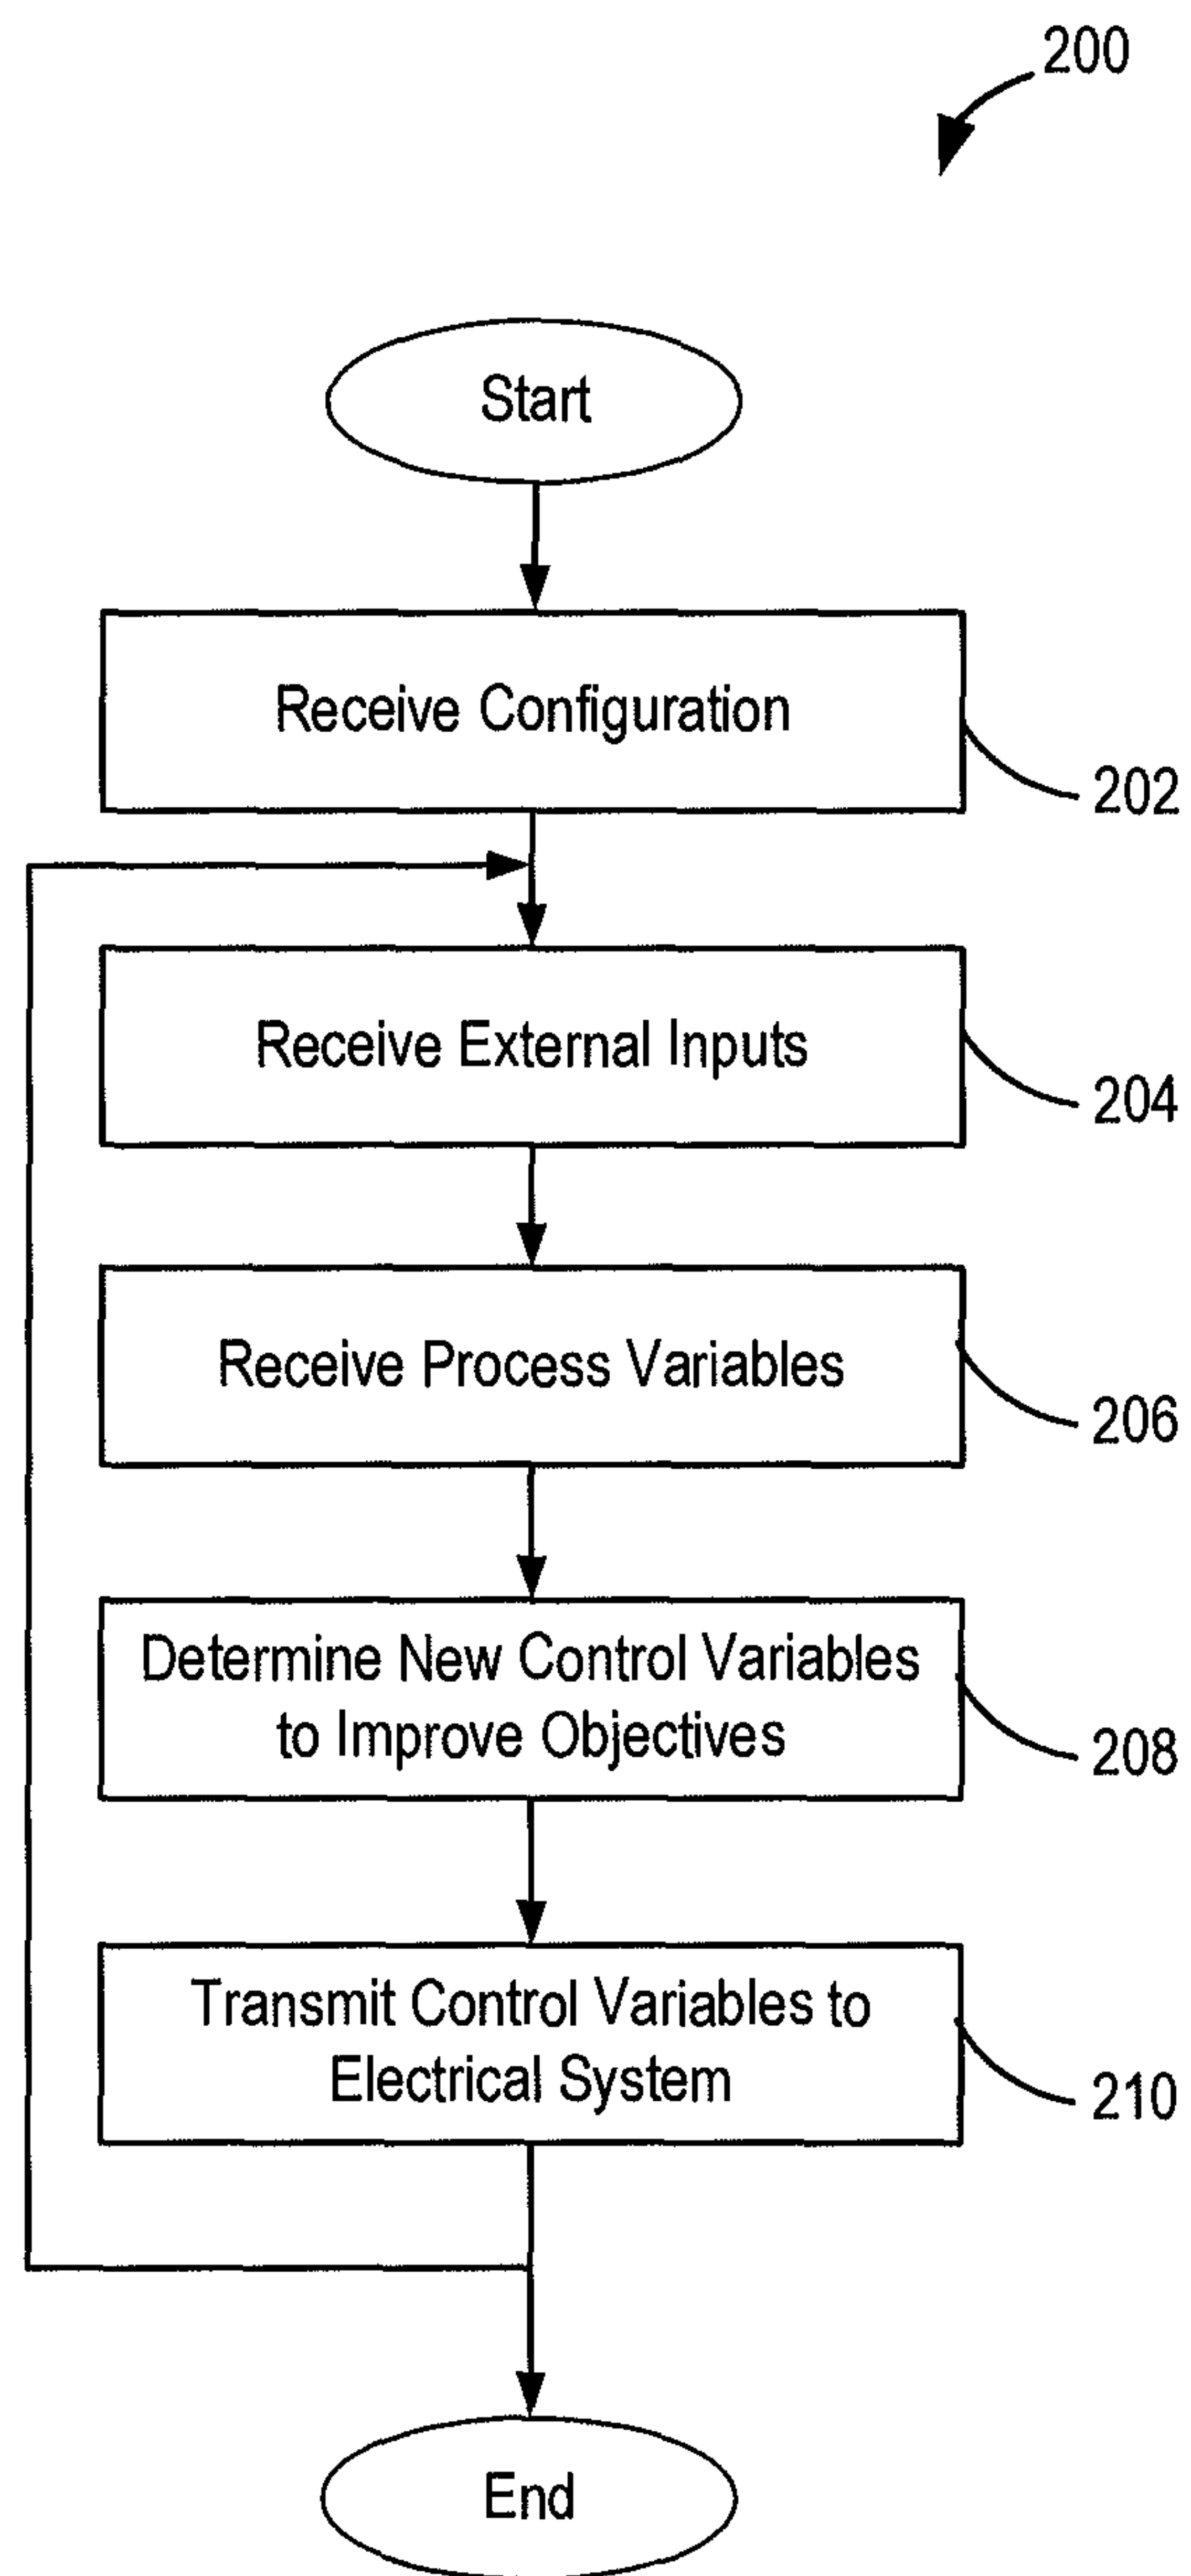 200
Start
Receive Configuration
202
Receive External Inputs
204
Receive Process Variables
206
Determine New Control Variables
to Improve Objectives
208
Transmit Control Variables to
Electrical System
210
End